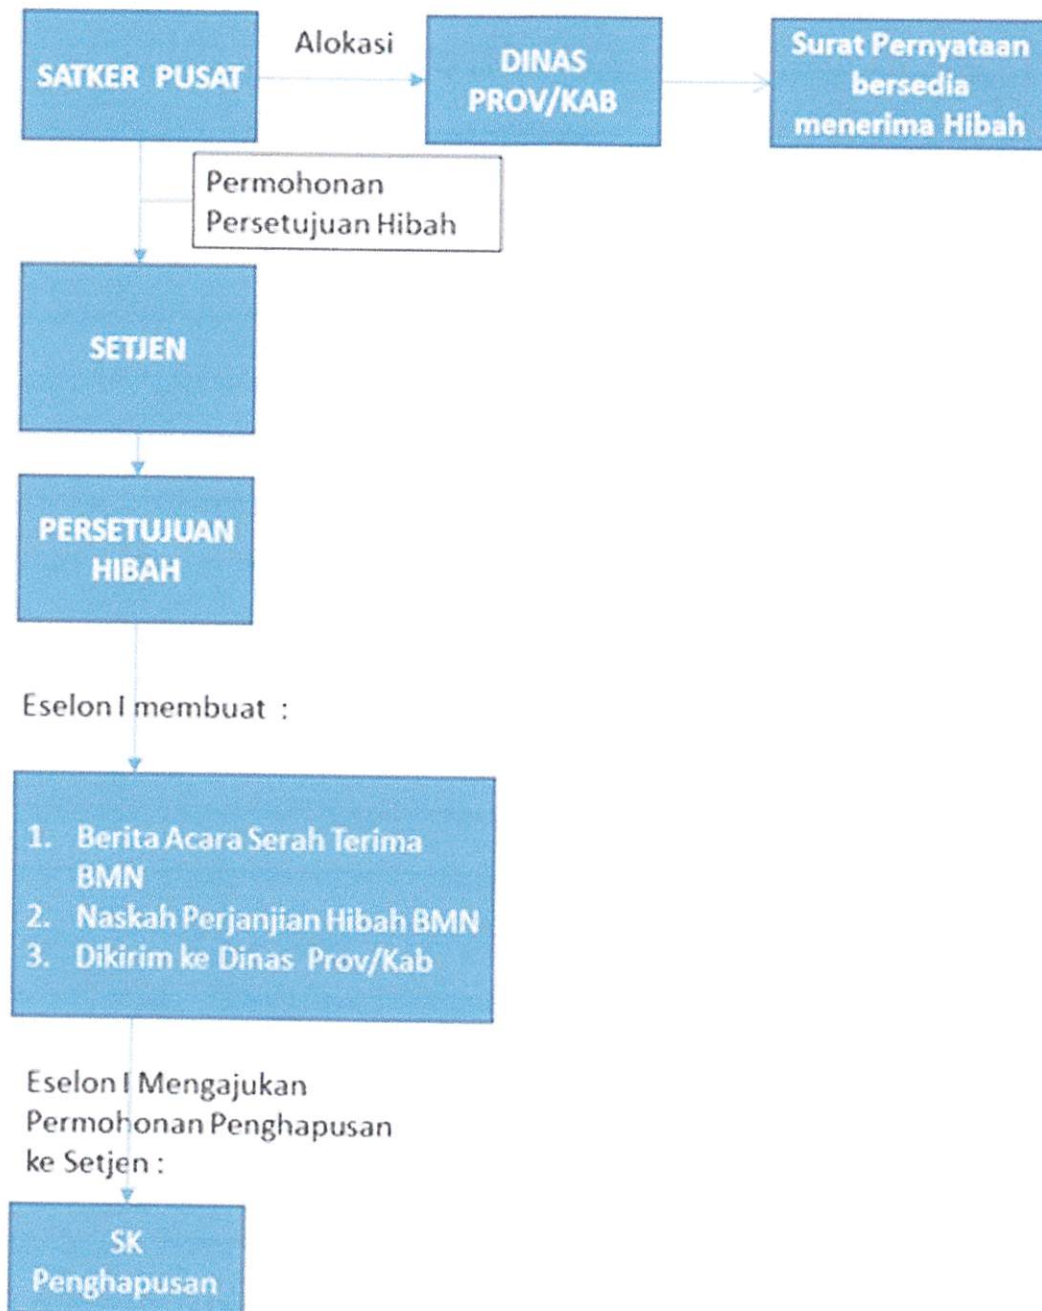 SATKER PUSAT
Alokasi
DINAS
PROV/KAB
Surat Pernyataan
bersedia
menerima Hibah
Permohonan
Persetujuan Hibah
SETJEN
PERSETUJUAN
HIBAH
Eselon I membuat :
1. Berita Acara Serah Terima
BMN
2. Naskah Perjanjian Hibah BMN
3. Dikirim ke Dinas Prov/Kab
Eselon I Mengajukan
Permohonan Penghapusan
ke Setjen :
SK
Penghapusan